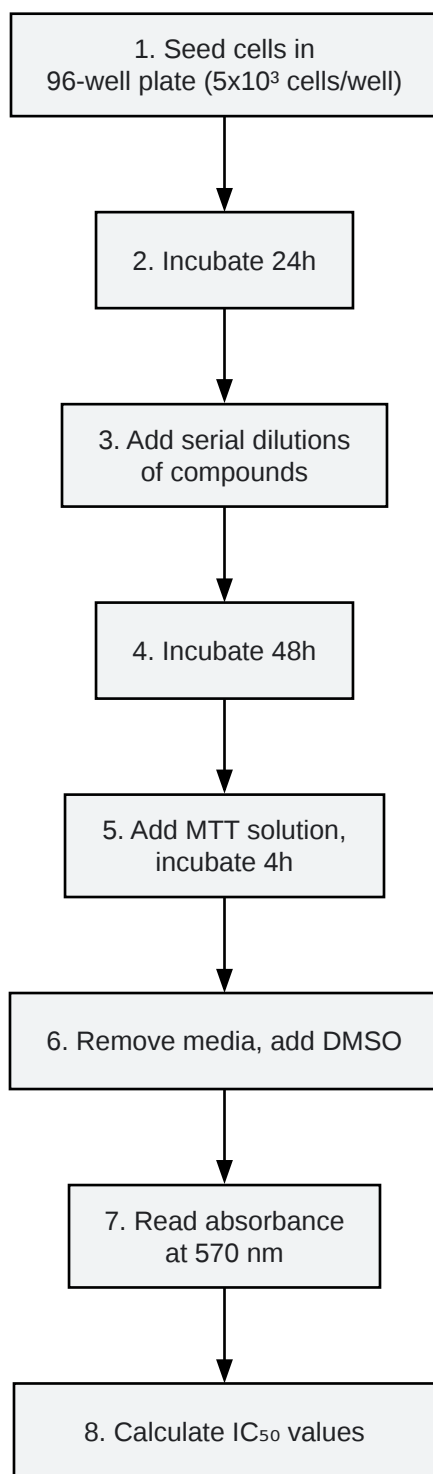 1. Seed cells in
96-well plate (5x10³ cells/well)
2. Incubate 24h
3. Add serial dilutions
of compounds
4. Incubate 48h
5. Add MTT solution,
incubate 4h
6. Remove media, add DMSO
7. Read absorbance
at 570 nm
8. Calculate IC₅₀ values